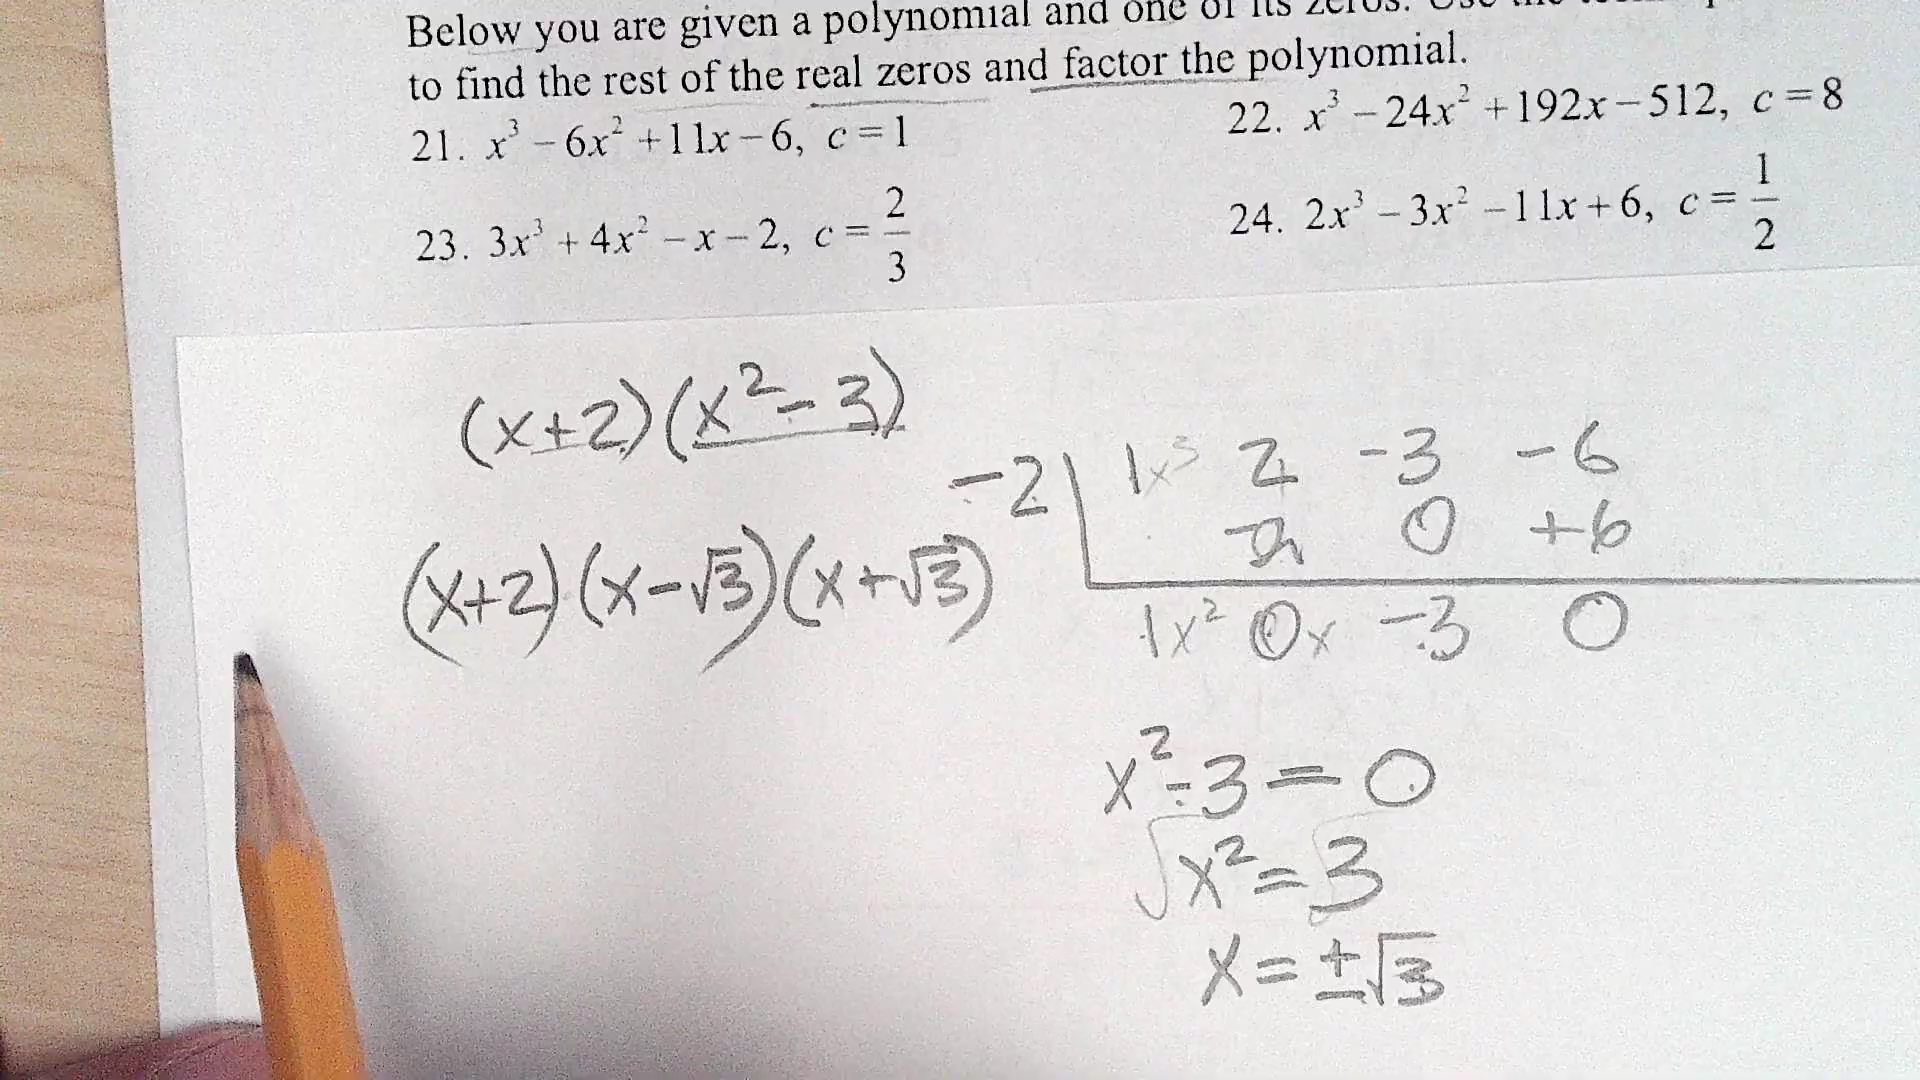 Below you are given a polynomial and one of its zeros. Use the
to find the rest of the real zeros and factor the polynomial.
21. x³ − 6x² + 11x − 6, c = 1
22. x³ − 24x² + 192x − 512, c = 8
23. 3x³ + 4x² − x − 2, c = 2/3
24. 2x³ − 3x² − 11x + 6, c = 1/2
(x+2)(x²-3)
(x+2)(x-√3)(x+√3)
-2 | 1x³ 2 -3 -6
-2 0 +6
1x² 0x -3 0
x²-3=0
√x²=√3
x=±√3